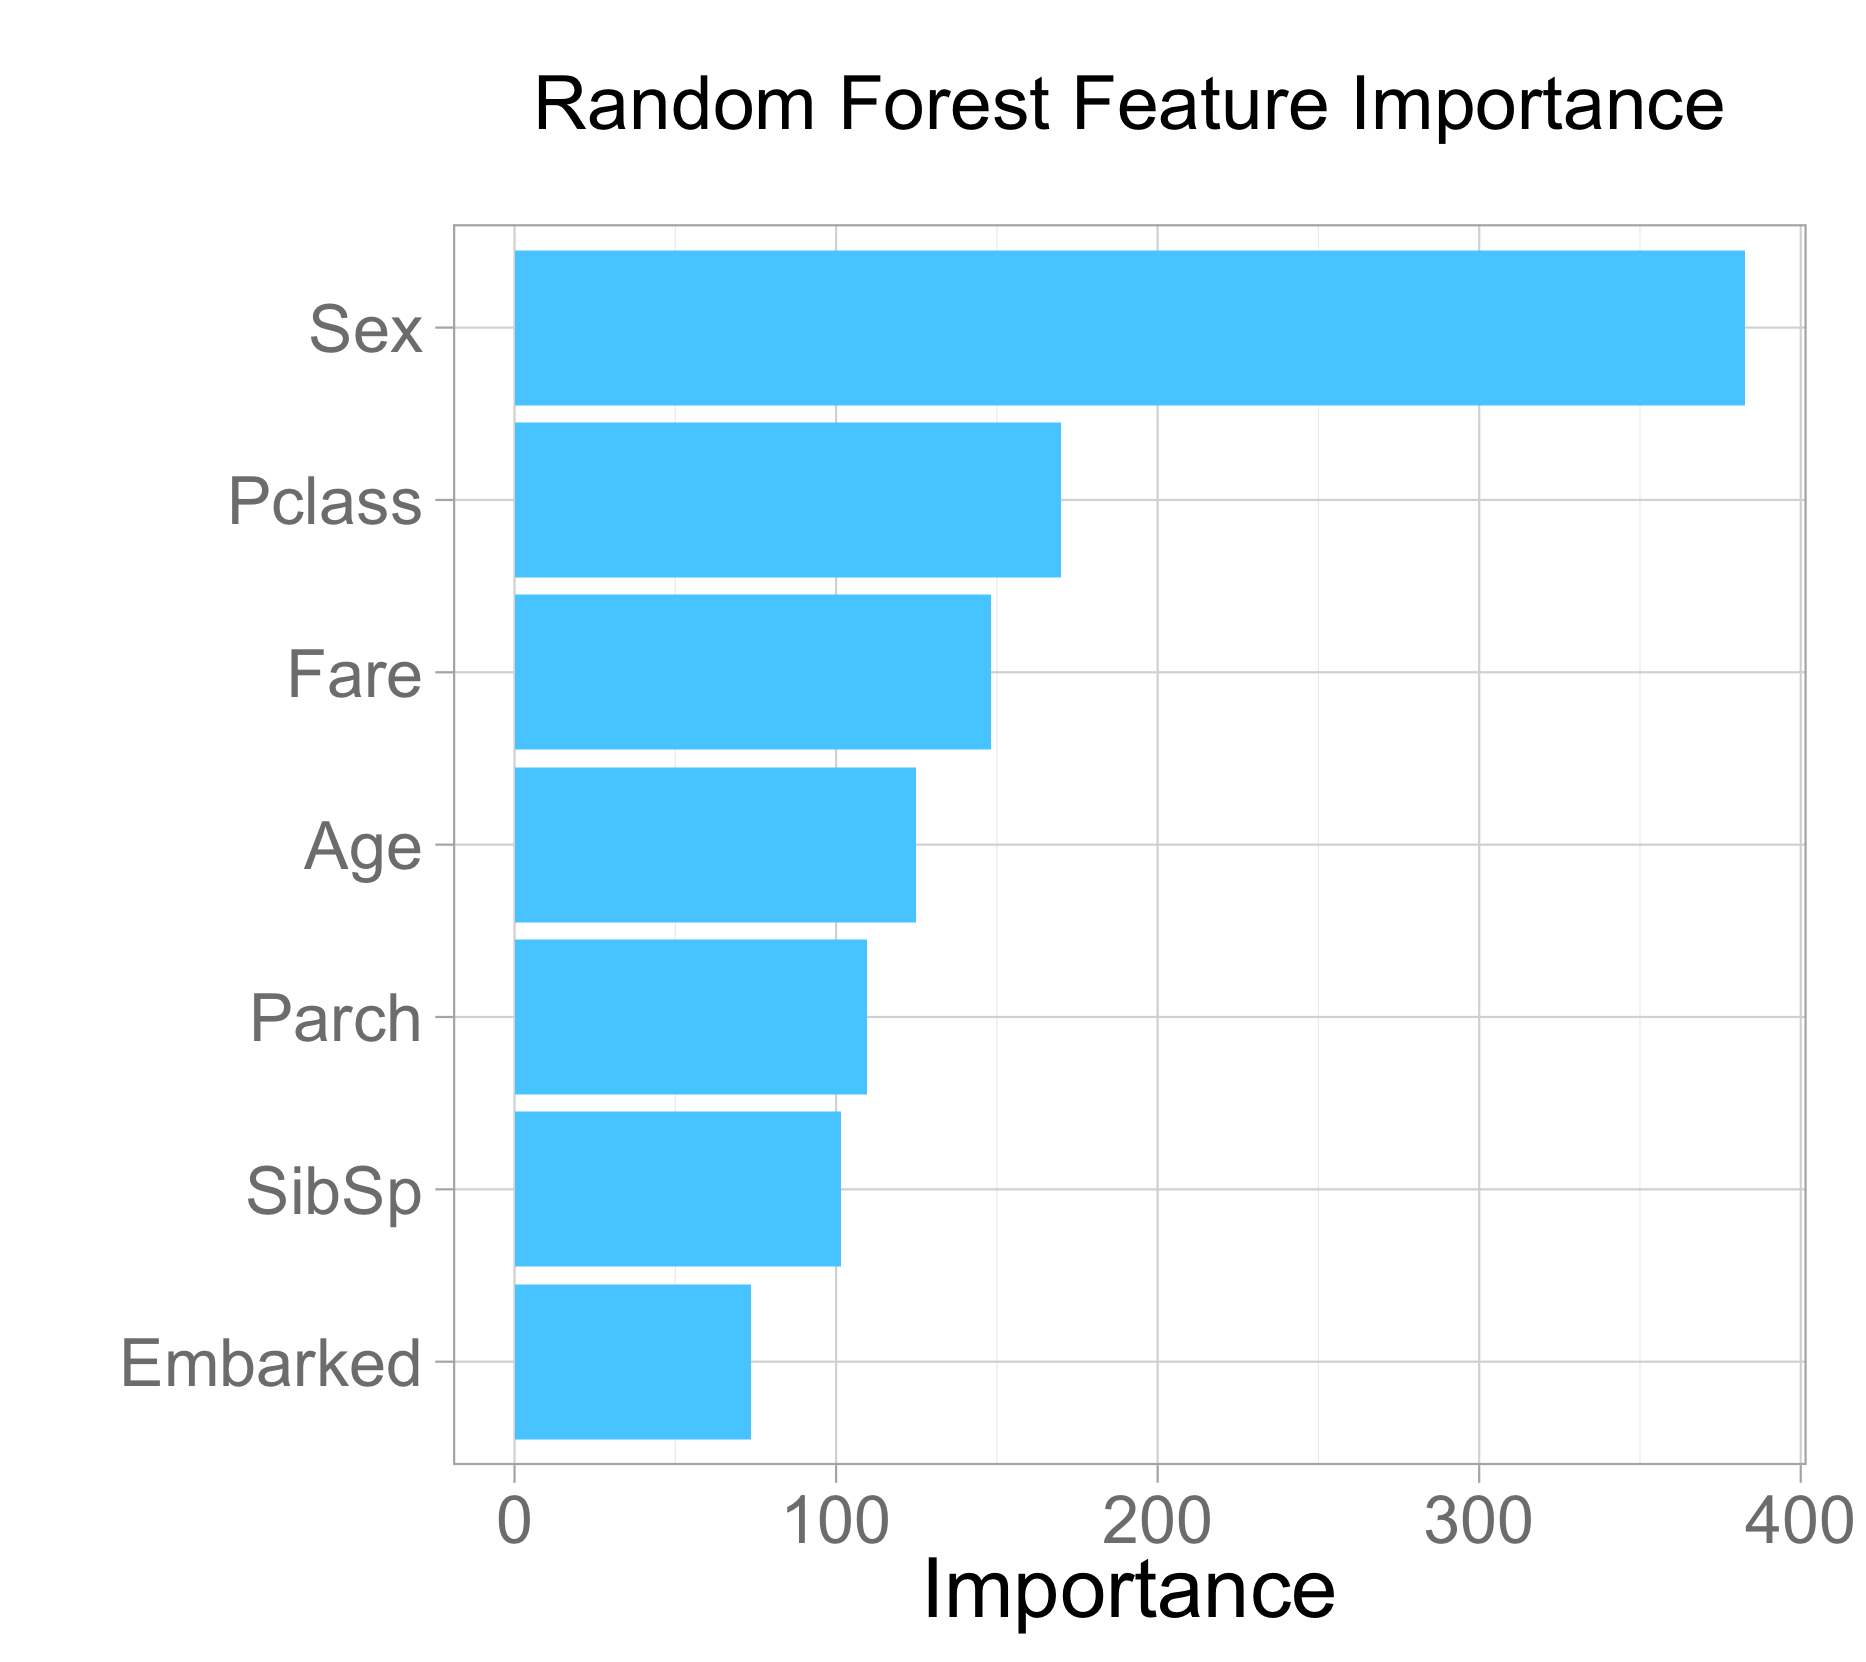 Random Forest Feature Importance
Sex
Pclass
Fare
Age
Parch
SibSp
Embarked
0 100 200 300 400
Importance